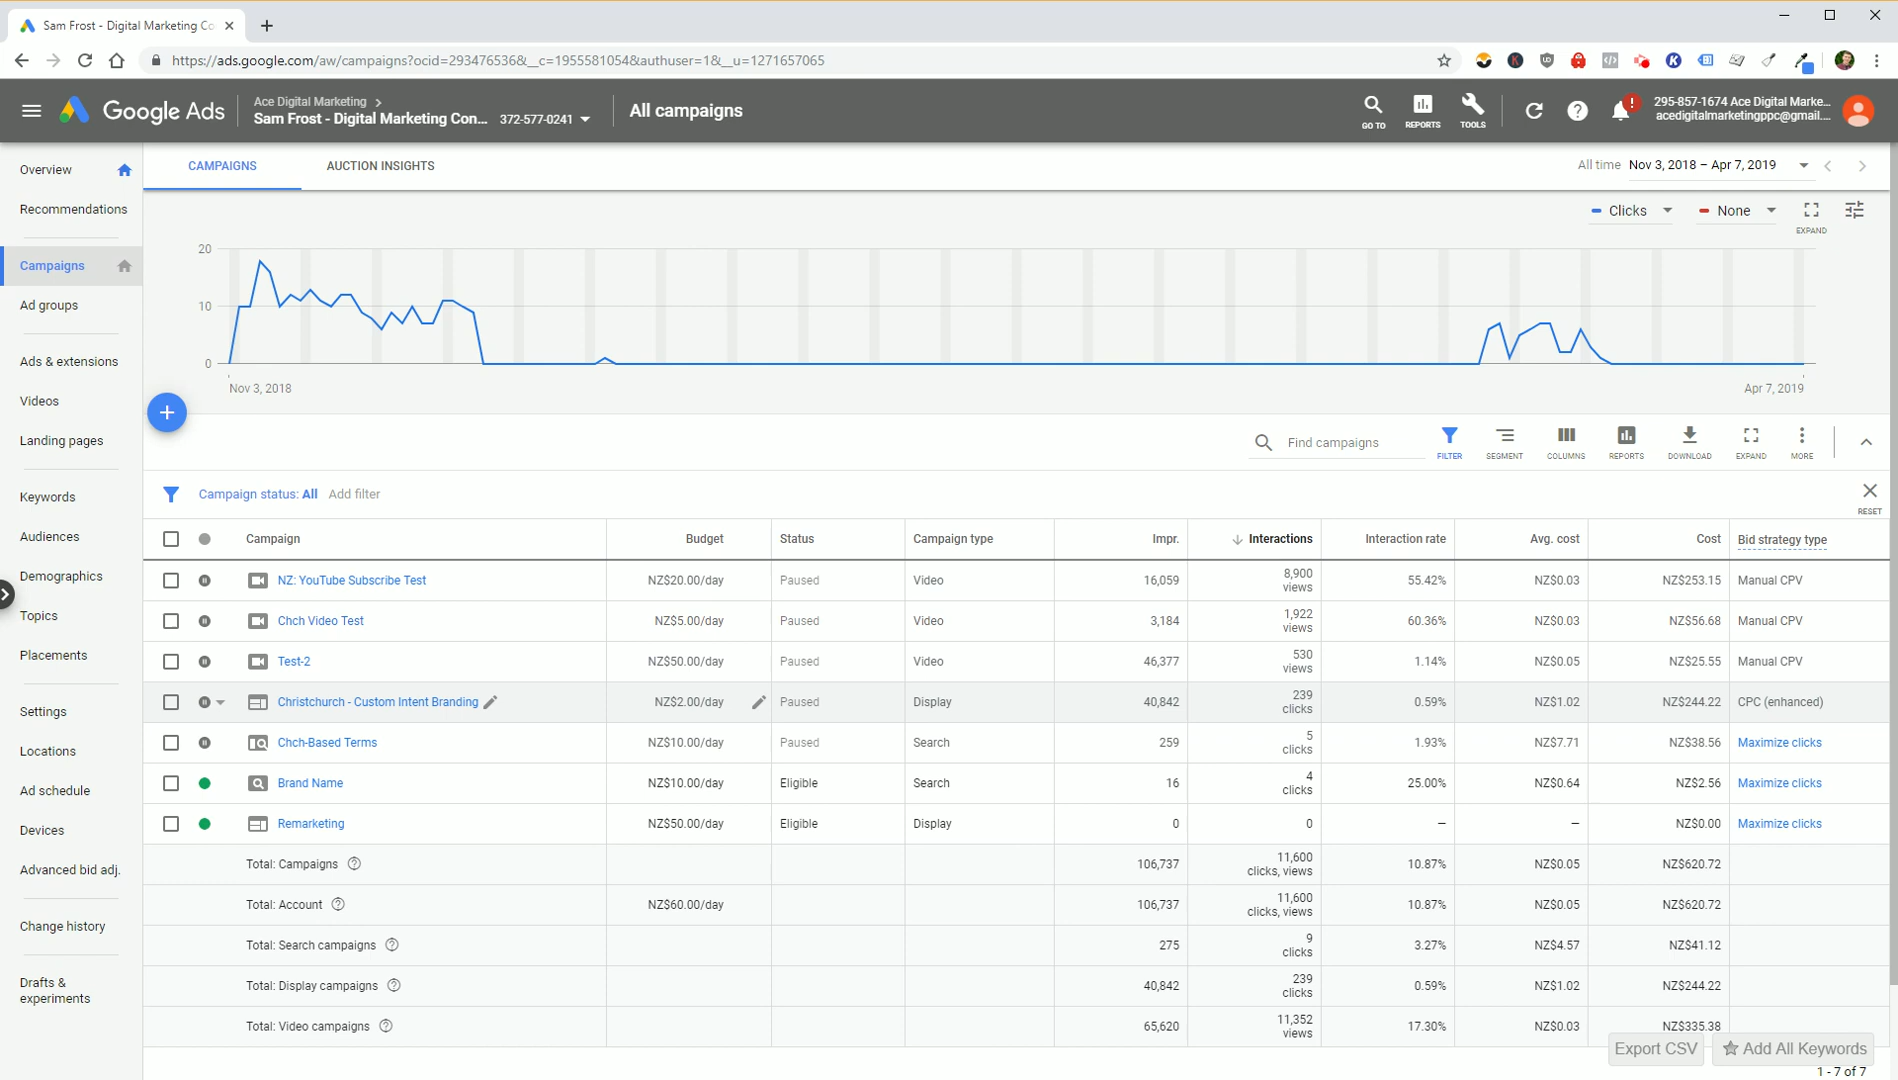 Sam Frost - Digital Marketing Co
https://ads.google.com/aw/campaigns?ocid=293476536&__c=1955581054&authuser=1&__u=1271657065
Google Ads
Ace Digital Marketing >
Sam Frost - Digital Marketing Con... 372-577-0241
All campaigns
GO TO
REPORTS
TOOLS
295-857-1674 Ace Digital Marke...
acedigitalmarketingppc@gmail....
Overview
Recommendations
Campaigns
Ad groups
Ads & extensions
Videos
Landing pages
Keywords
Audiences
Demographics
Topics
Placements
Settings
Locations
Ad schedule
Devices
Advanced bid adj.
Change history
Drafts &
experiments
CAMPAIGNS
AUCTION INSIGHTS
All time Nov 3, 2018 – Apr 7, 2019
Clicks
None
EXPAND
20
10
0
Nov 3, 2018
Apr 7, 2019
Find campaigns
FILTER
SEGMENT
COLUMNS
REPORTS
DOWNLOAD
EXPAND
MORE
Campaign status: All Add filter
RESET
Campaign Budget Status Campaign type Impr. Interactions Interaction rate Avg. cost Cost Bid strategy type
NZ: YouTube Subscribe Test NZ$20.00/day Paused Video 16,059 8,900 views 55.42% NZ$0.03 NZ$253.15 Manual CPV
Chch Video Test NZ$5.00/day Paused Video 3,184 1,922 views 60.36% NZ$0.03 NZ$56.68 Manual CPV
Test-2 NZ$50.00/day Paused Video 46,377 530 views 1.14% NZ$0.05 NZ$25.55 Manual CPV
Christchurch - Custom Intent Branding NZ$2.00/day Paused Display 40,842 239 clicks 0.59% NZ$1.02 NZ$244.22 CPC (enhanced)
Chch-Based Terms NZ$10.00/day Paused Search 259 5 clicks 1.93% NZ$7.71 NZ$38.56 Maximize clicks
Brand Name NZ$10.00/day Eligible Search 16 4 clicks 25.00% NZ$0.64 NZ$2.56 Maximize clicks
Remarketing NZ$50.00/day Eligible Display 0 0 — — NZ$0.00 Maximize clicks
Total: Campaigns 106,737 11,600 clicks, views 10.87% NZ$0.05 NZ$620.72
Total: Account NZ$60.00/day 106,737 11,600 clicks, views 10.87% NZ$0.05 NZ$620.72
Total: Search campaigns 275 9 clicks 3.27% NZ$4.57 NZ$41.12
Total: Display campaigns 40,842 239 clicks 0.59% NZ$1.02 NZ$244.22
Total: Video campaigns 65,620 11,352 views 17.30% NZ$0.03 NZ$335.38
Export CSV
Add All Keywords
1 - 7 of 7